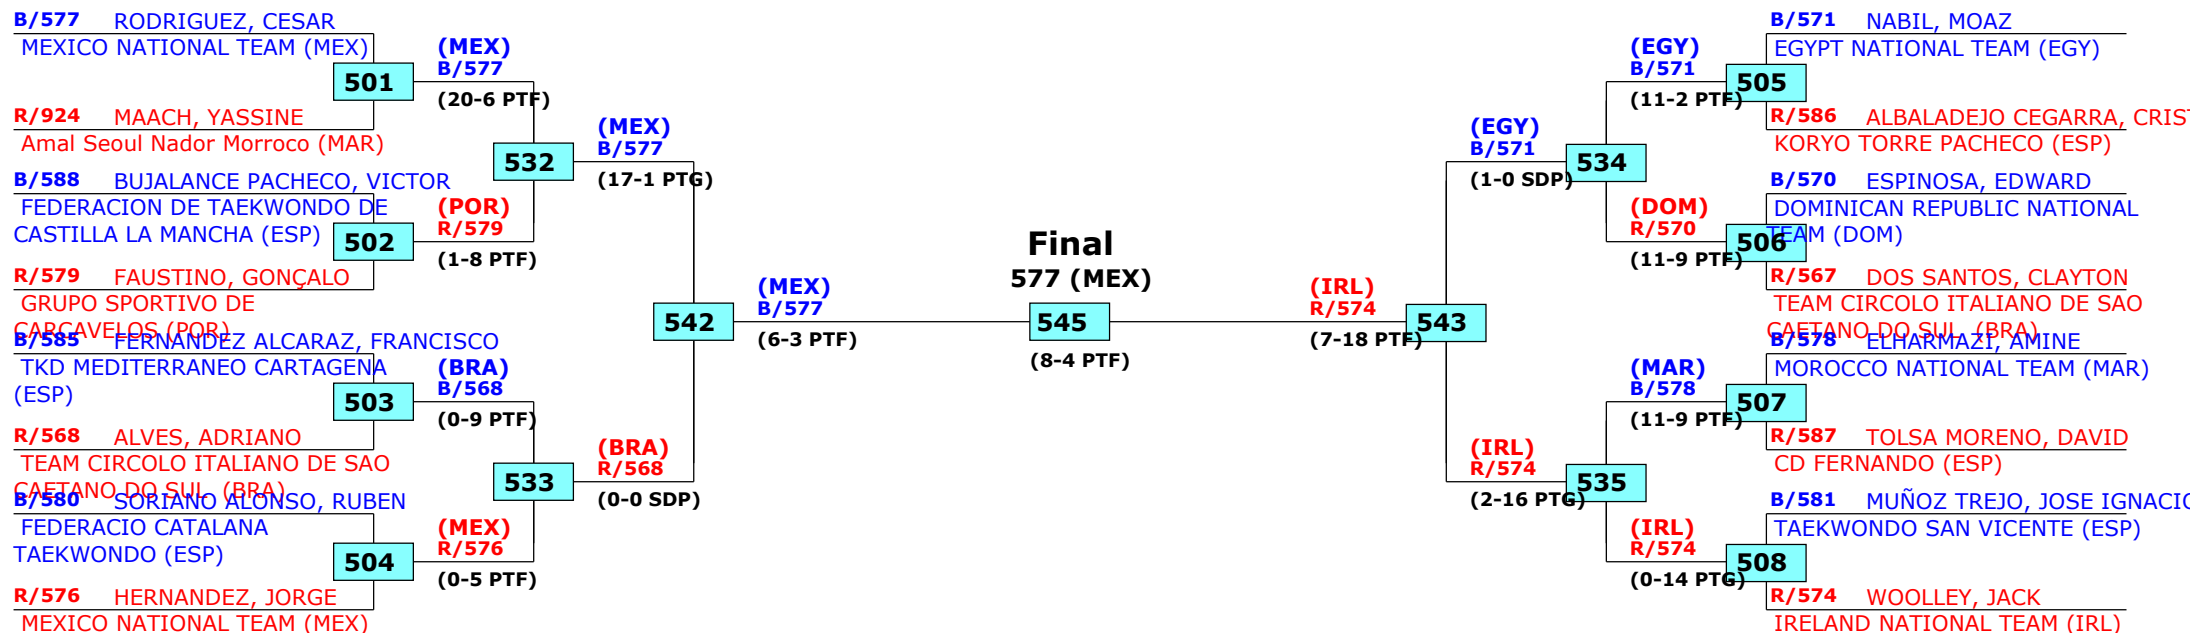 B/577 RODRIGUEZ, CESAR
MEXICO NATIONAL TEAM (MEX)
501
R/924 MAACH, YASSINE
Amal Seoul Nador Morroco (MAR)
B/588 BUJALANCE PACHECO, VICTOR
FEDERACION DE TAEKWONDO DE
CASTILLA LA MANCHA (ESP)
502
R/579 FAUSTINO, GONÇALO
GRUPO SPORTIVO DE
CARCAVELOS (POR)
B/585 FERNANDEZ ALCARAZ, FRANCISCO
TKD MEDITERRANEO CARTAGENA
(ESP)
503
R/568 ALVES, ADRIANO
TEAM CIRCOLO ITALIANO DE SAO
CAETANO DO SUL (BRA)
B/580 SORIANO ALONSO, RUBEN
FEDERACIO CATALANA
TAEKWONDO (ESP)
504
R/576 HERNANDEZ, JORGE
MEXICO NATIONAL TEAM (MEX)
(MEX)
B/577
(20-6 PTF)
532
(POR)
R/579
(1-8 PTF)
(BRA)
B/568
(0-9 PTF)
533
(MEX)
R/576
(0-5 PTF)
(MEX)
B/577
(17-1 PTG)
542
(BRA)
R/568
(0-0 SDP)
(MEX)
B/577
(6-3 PTF)
Final
577 (MEX)
545
(8-4 PTF)
(IRL)
R/574
(7-18 PTF)
543
(EGY)
B/571
(1-0 SDP)
534
(IRL)
R/574
(2-16 PTG)
535
(EGY)
B/571
(11-2 PTF)
(DOM)
R/570
(11-9 PTF)
(MAR)
B/578
(11-9 PTF)
(IRL)
R/574
(0-14 PTG)
B/571 NABIL, MOAZ
EGYPT NATIONAL TEAM (EGY)
505
R/586 ALBALADEJO CEGARRA, CRIST
KORYO TORRE PACHECO (ESP)
B/570 ESPINOSA, EDWARD
DOMINICAN REPUBLIC NATIONAL
TEAM (DOM)
506
R/567 DOS SANTOS, CLAYTON
TEAM CIRCOLO ITALIANO DE SAO
CAETANO DO SUL (BRA)
B/578 ELHARMAZI, AMINE
MOROCCO NATIONAL TEAM (MAR)
507
R/587 TOLSA MORENO, DAVID
CD FERNANDO (ESP)
B/581 MUÑOZ TREJO, JOSE IGNACIO
TAEKWONDO SAN VICENTE (ESP)
508
R/574 WOOLLEY, JACK
IRELAND NATIONAL TEAM (IRL)